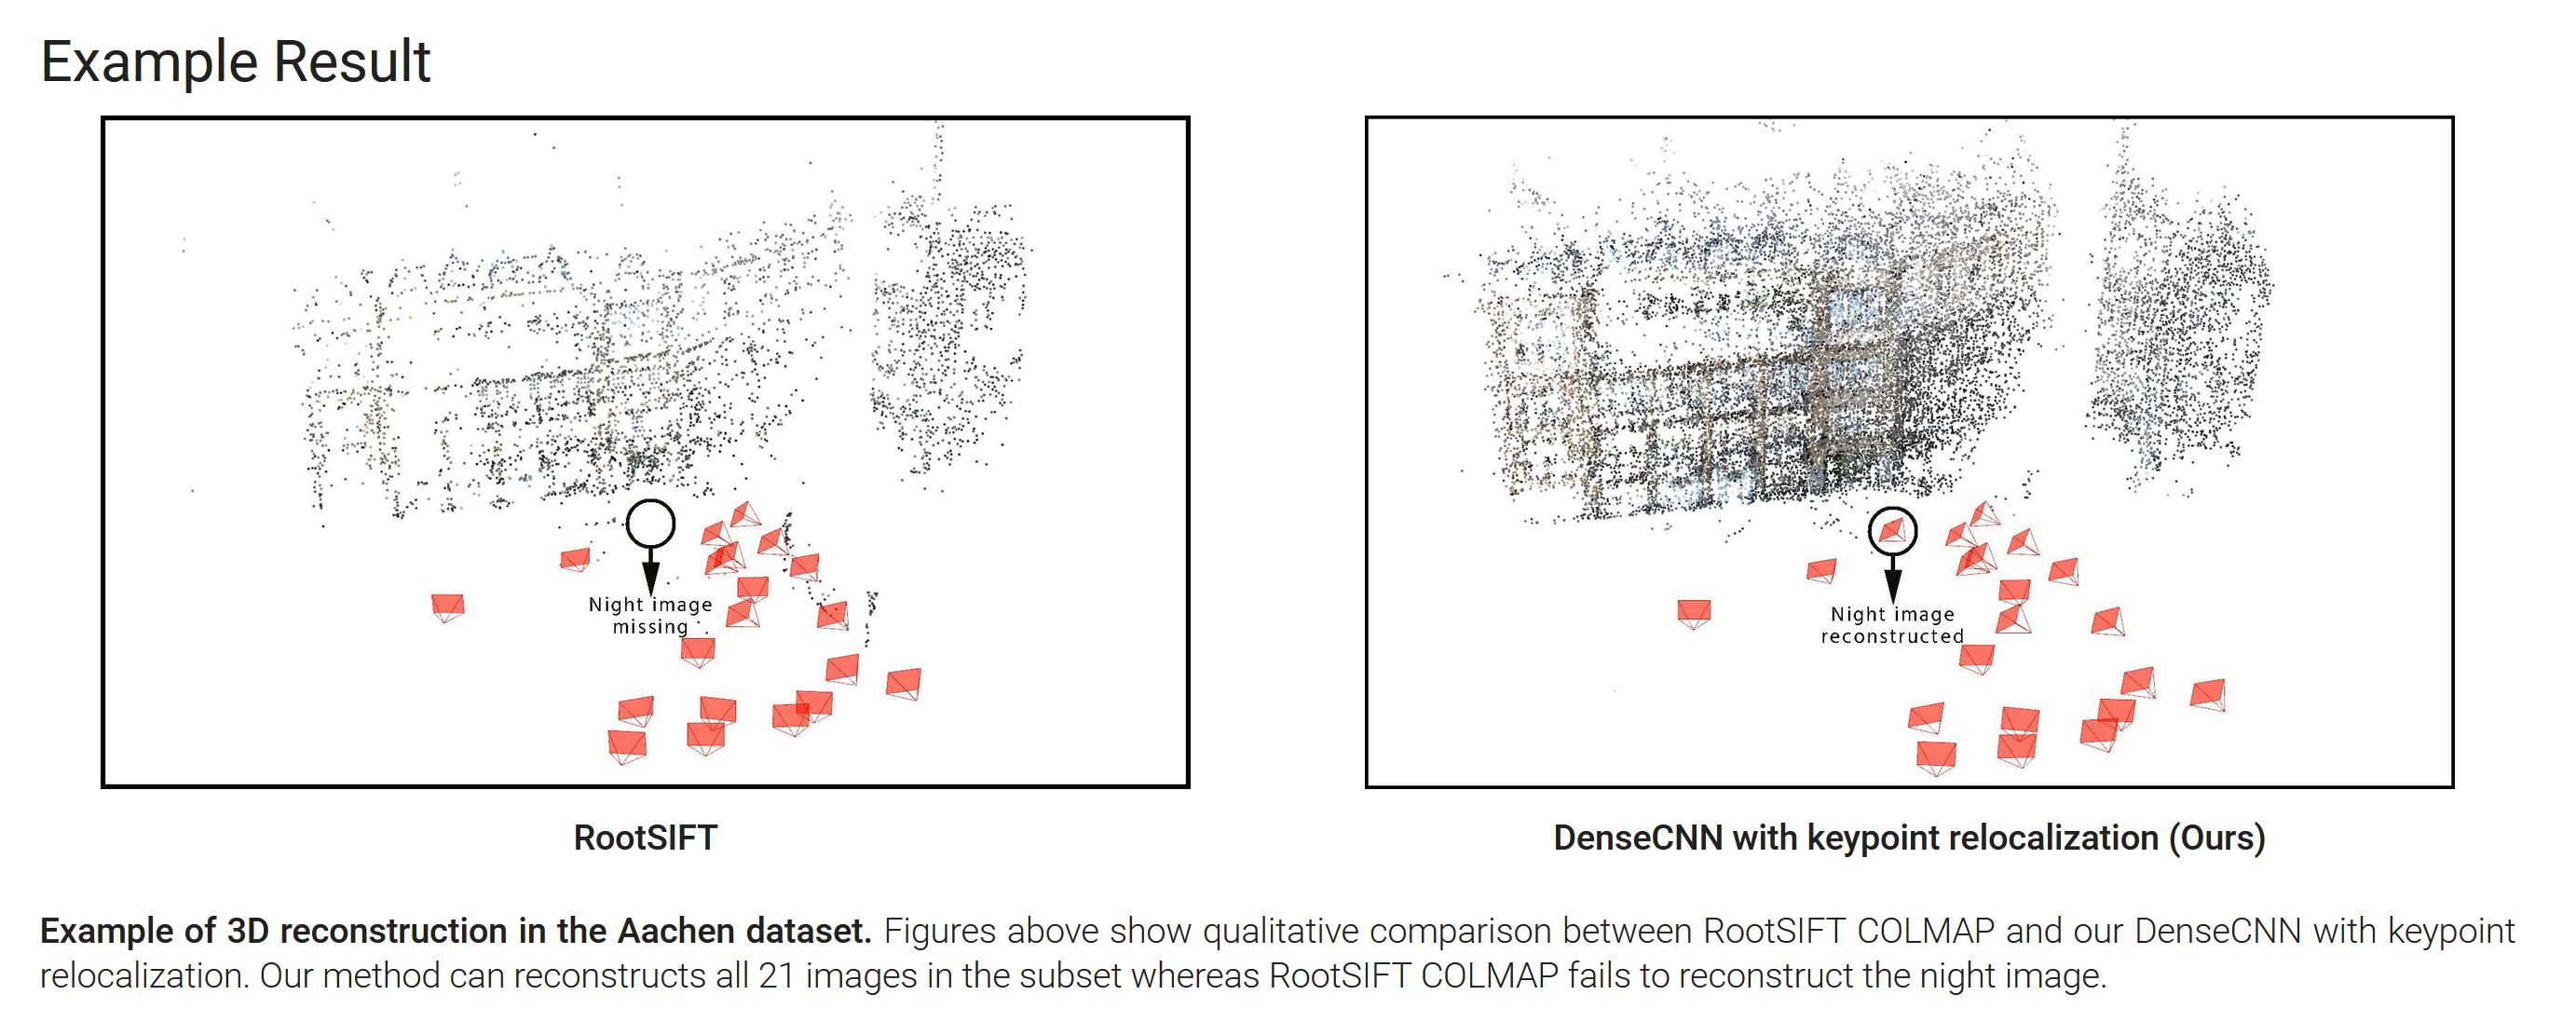 Example Result
Night image
missing
Night image
reconstructed
RootSIFT
DenseCNN with keypoint relocalization (Ours)
Example of 3D reconstruction in the Aachen dataset. Figures above show qualitative comparison between RootSIFT COLMAP and our DenseCNN with keypoint
relocalization. Our method can reconstructs all 21 images in the subset whereas RootSIFT COLMAP fails to reconstruct the night image.